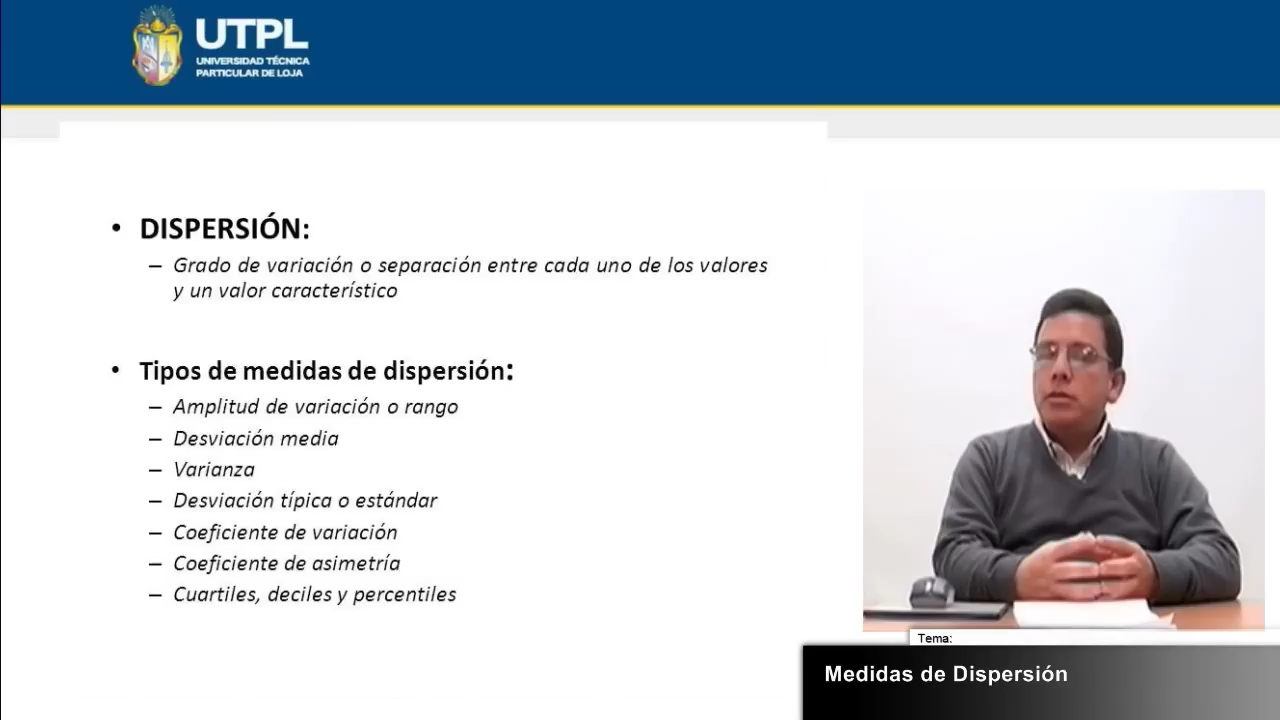 UTPL
UNIVERSIDAD TÉCNICA
PARTICULAR DE LOJA
• DISPERSIÓN:
– Grado de variación o separación entre cada uno de los valores
y un valor característico
• Tipos de medidas de dispersión:
– Amplitud de variación o rango
– Desviación media
– Varianza
– Desviación típica o estándar
– Coeficiente de variación
– Coeficiente de asimetría
– Cuartiles, deciles y percentiles
Tema:
Medidas de Dispersión